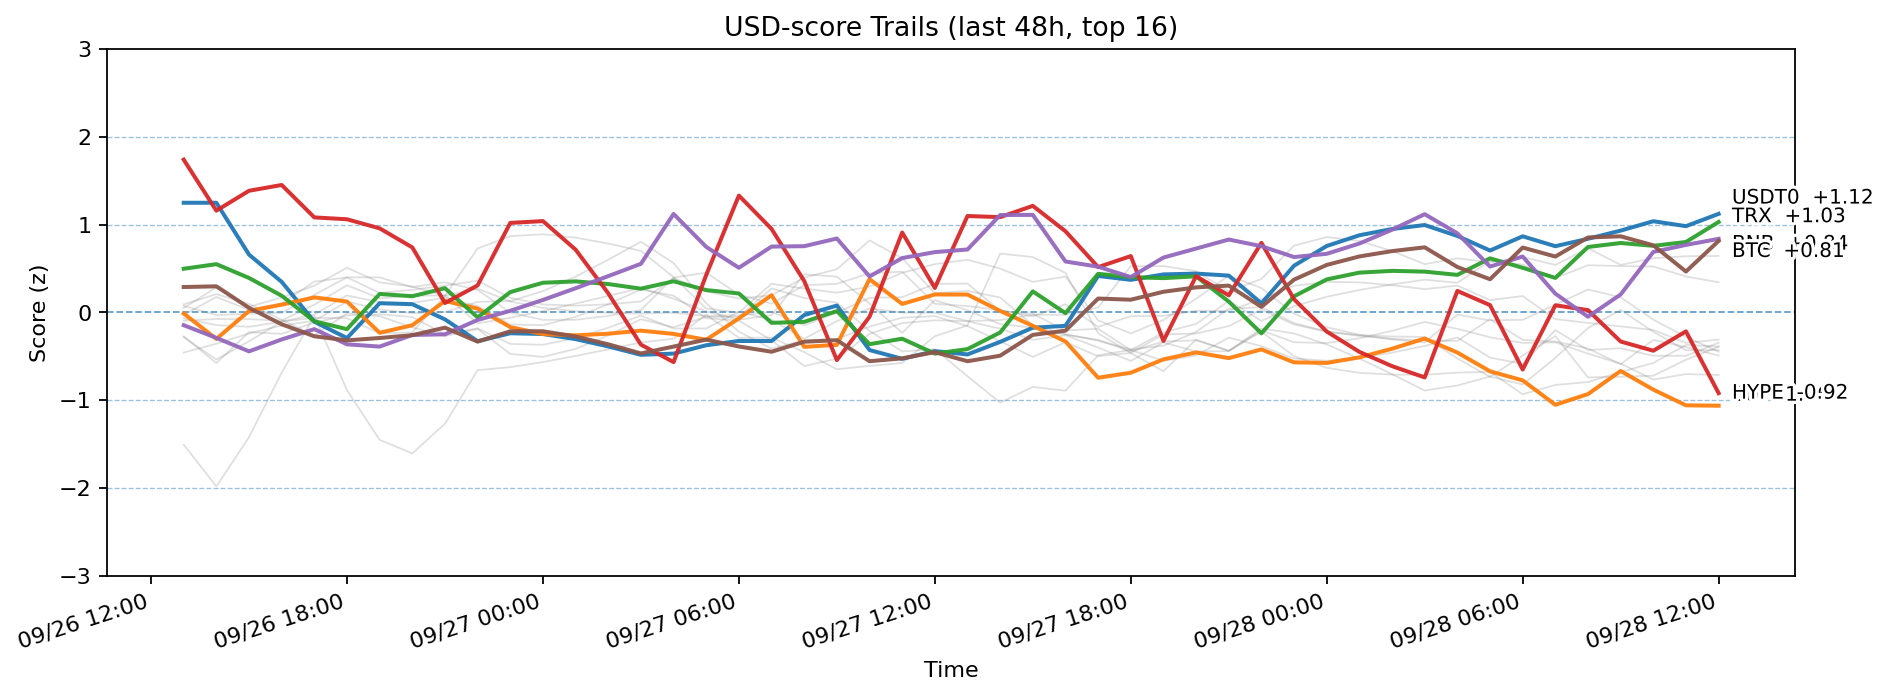 USD-score Trails (last 48h, top 16)
3
2
1
0
−1
−2
−3
Score (z)
USDT0 +1.12
TRX +1.03
BTC +0.81
HYPE -0.92
09/26 12:00
09/26 18:00
09/27 00:00
09/27 06:00
09/27 12:00
09/27 18:00
09/28 00:00
09/28 06:00
09/28 12:00
Time